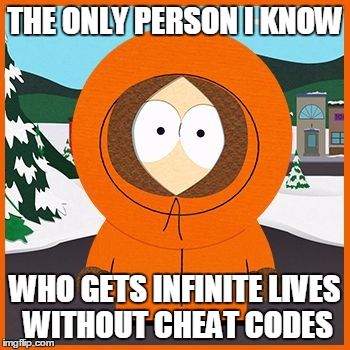 THE ONLY PERSON I KNOW
WHO GETS INFINITE LIVES
WITHOUT CHEAT CODES
imgflip.com